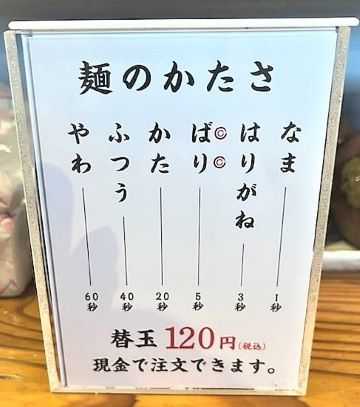 麺のかたさ
なま 1秒
はりがね 3秒
ばり 5秒
かた 20秒
ふつう 40秒
やわ 60秒
替玉 120円(税込)
現金で注文できます。